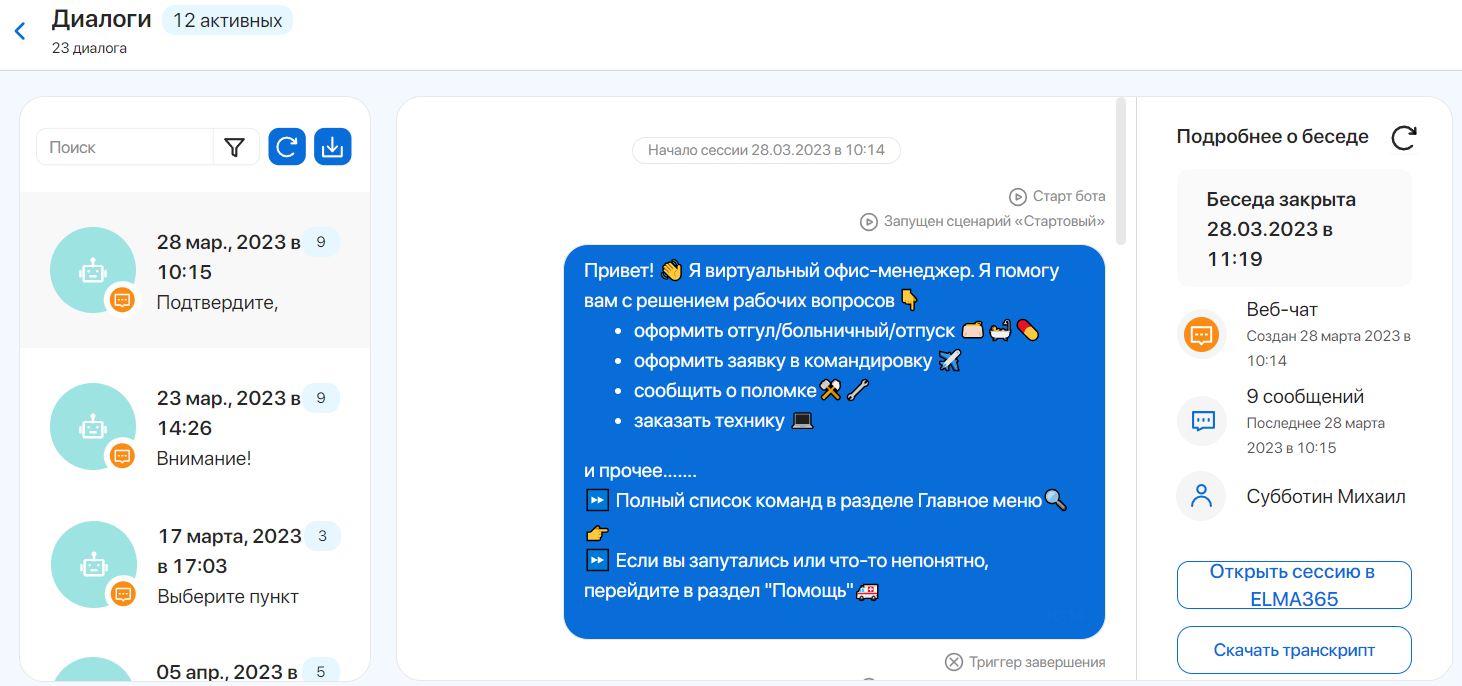 Диалоги 12 активных
23 диалога
Поиск
28 мар., 2023 в 9
10:15
Подтвердите,
23 мар., 2023 в 9
14:26
Внимание!
17 марта, 2023 3
в 17:03
Выберите пункт
05 апр., 2023 в 5
Начало сессии 28.03.2023 в 10:14
Старт бота
Запущен сценарий «Стартовый»
Привет! 👋 Я виртуальный офис-менеджер. Я помогу
вам с решением рабочих вопросов 👇
• оформить отгул/больничный/отпуск 🗂️ 🛀 💊
• оформить заявку в командировку ✈️
• сообщить о поломке ⚒️ 🔧
• заказать технику 💻
и прочее.......
⏩ Полный список команд в разделе Главное меню 🔍
👉
⏩ Если вы запутались или что-то непонятно,
перейдите в раздел "Помощь" 🚑
Триггер завершения
Подробнее о беседе
Беседа закрыта
28.03.2023 в
11:19
Веб-чат
Создан 28 марта 2023 в
10:14
9 сообщений
Последнее 28 марта
2023 в 10:15
Субботин Михаил
Открыть сессию в
ELMA365
Скачать транскрипт